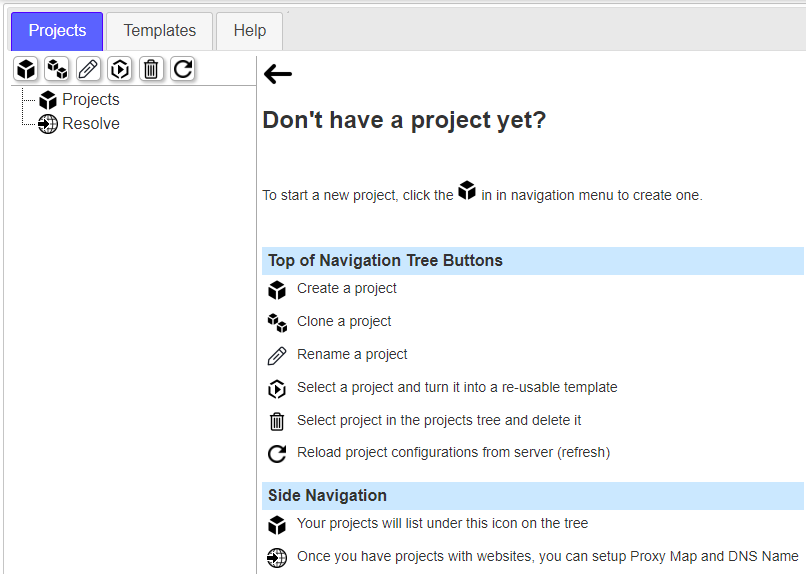 Projects
Templates
Help
Projects
Resolve
Don't have a project yet?
To start a new project, click the in in navigation menu to create one.
Top of Navigation Tree Buttons
Create a project
Clone a project
Rename a project
Select a project and turn it into a re-usable template
Select project in the projects tree and delete it
Reload project configurations from server (refresh)
Side Navigation
Your projects will list under this icon on the tree
Once you have projects with websites, you can setup Proxy Map and DNS Name